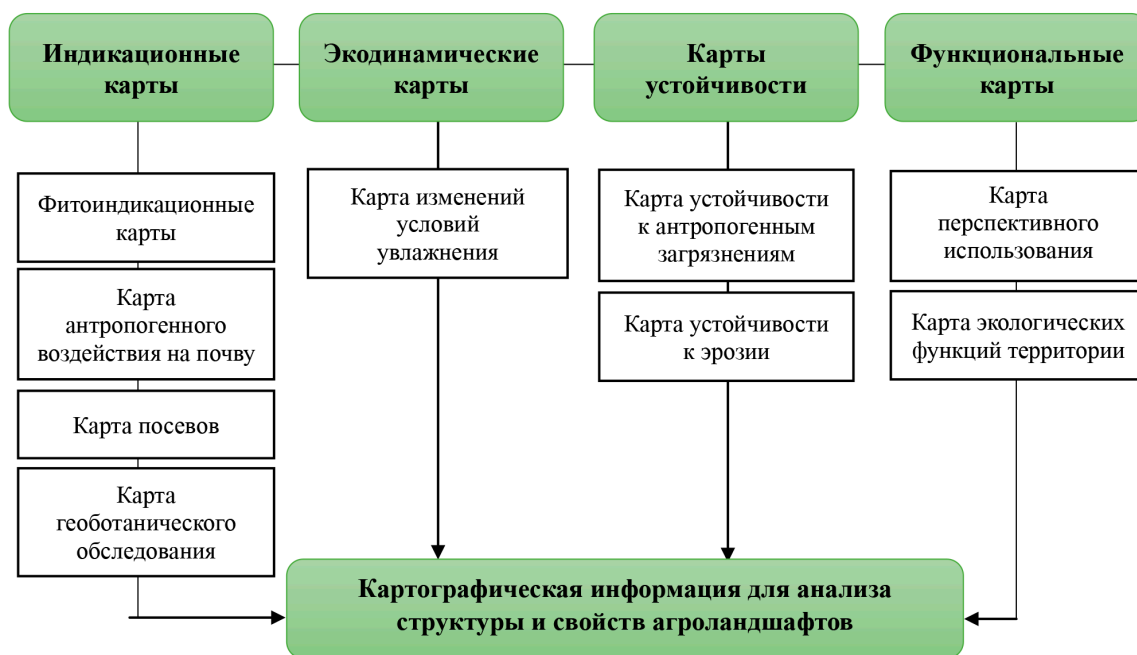 Индикационные
карты
Экодинамические
карты
Карты
устойчивости
Функциональные
карты
Фитоиндикационные
карты
Карта
антропогенного
воздействия на почву
Карта посевов
Карта
геоботанического
обследования
Карта изменений
условий
увлажнения
Карта устойчивости
к антропогенным
загрязнениям
Карта устойчивости
к эрозии
Карта
перспективного
использования
Карта экологических
функций территории
Картографическая информация для анализа
структуры и свойств агроландшафтов